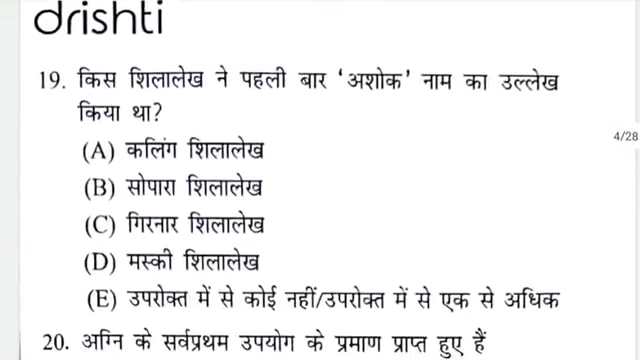 drishti
19. किस शिलालेख ने पहली बार ‘अशोक’ नाम का उल्लेख
किया था?
4/28
(A) कलिंग शिलालेख
(B) सोपारा शिलालेख
(C) गिरनार शिलालेख
(D) मस्की शिलालेख
(E) उपरोक्त में से कोई नहीं/उपरोक्त में से एक से अधिक
20. अग्नि के सर्वप्रथम उपयोग के प्रमाण प्राप्त हुए हैं